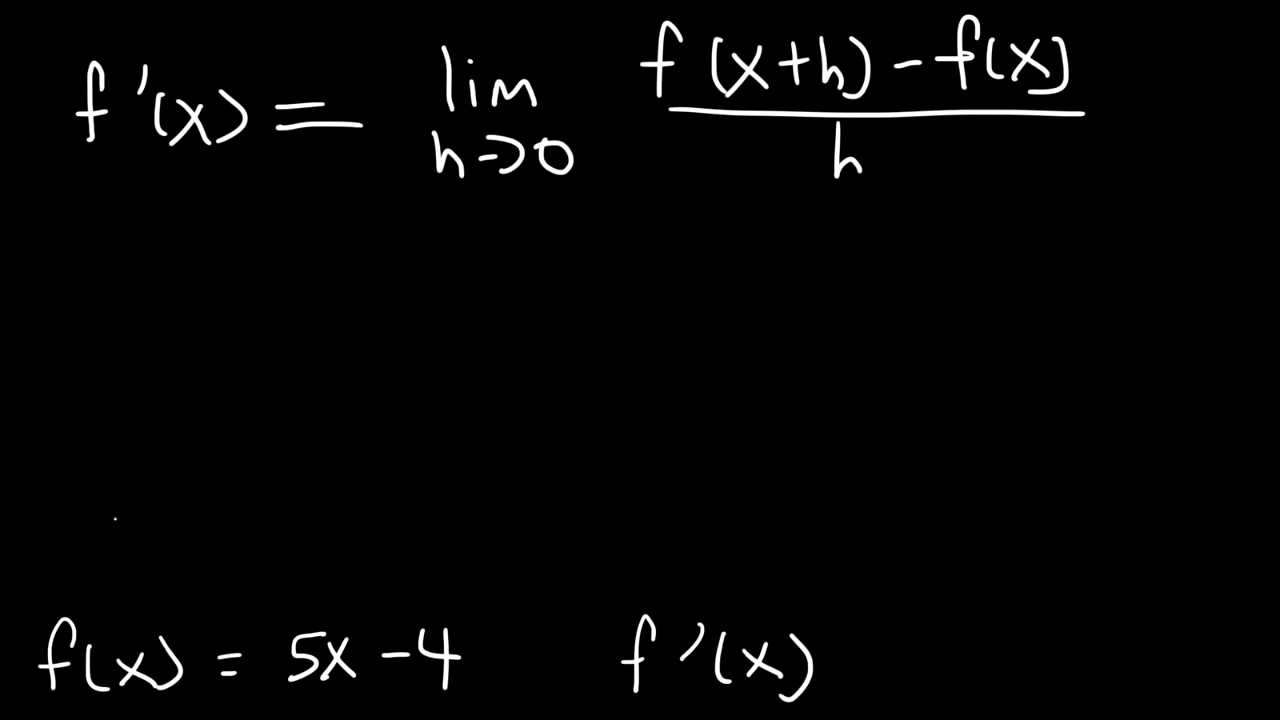 f'(x) = lim h→0 f(x+h) - f(x) / h
f(x) = 5x - 4 f'(x)